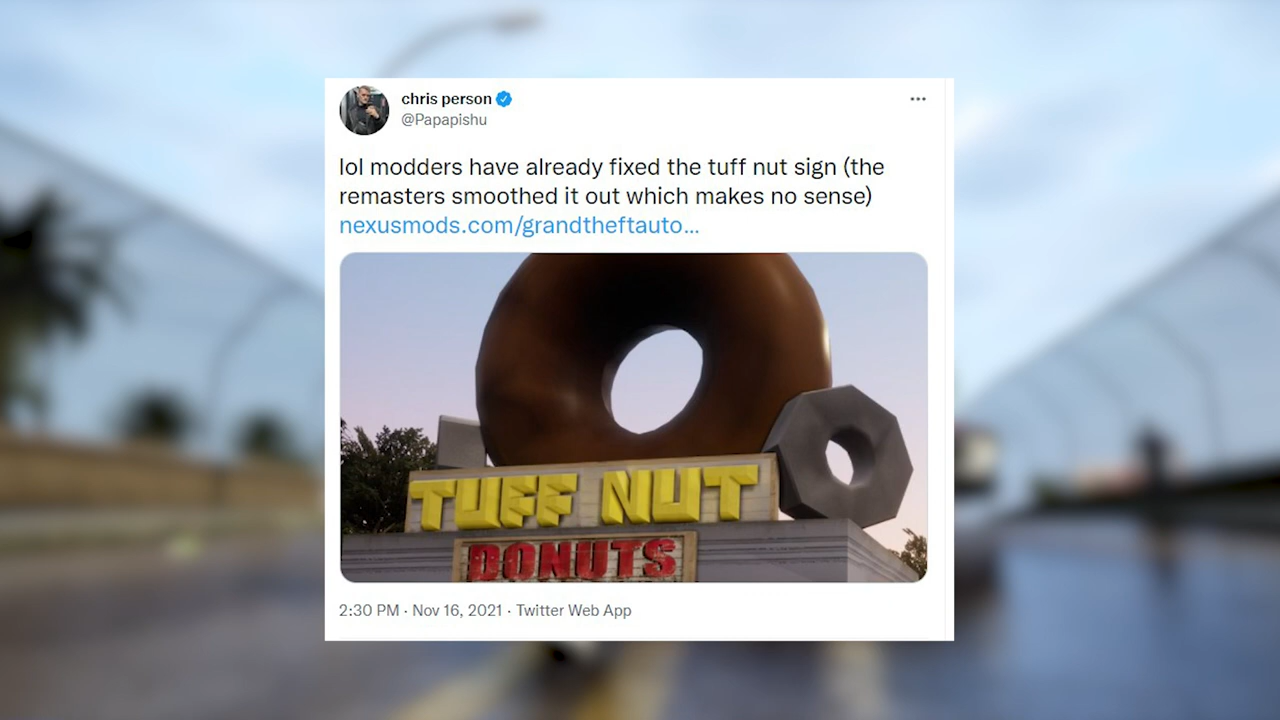 chris person
@Papapishu
lol modders have already fixed the tuff nut sign (the
remasters smoothed it out which makes no sense)
nexusmods.com/grandtheftauto...
TUFF NUT
DONUTS
2:30 PM · Nov 16, 2021 · Twitter Web App